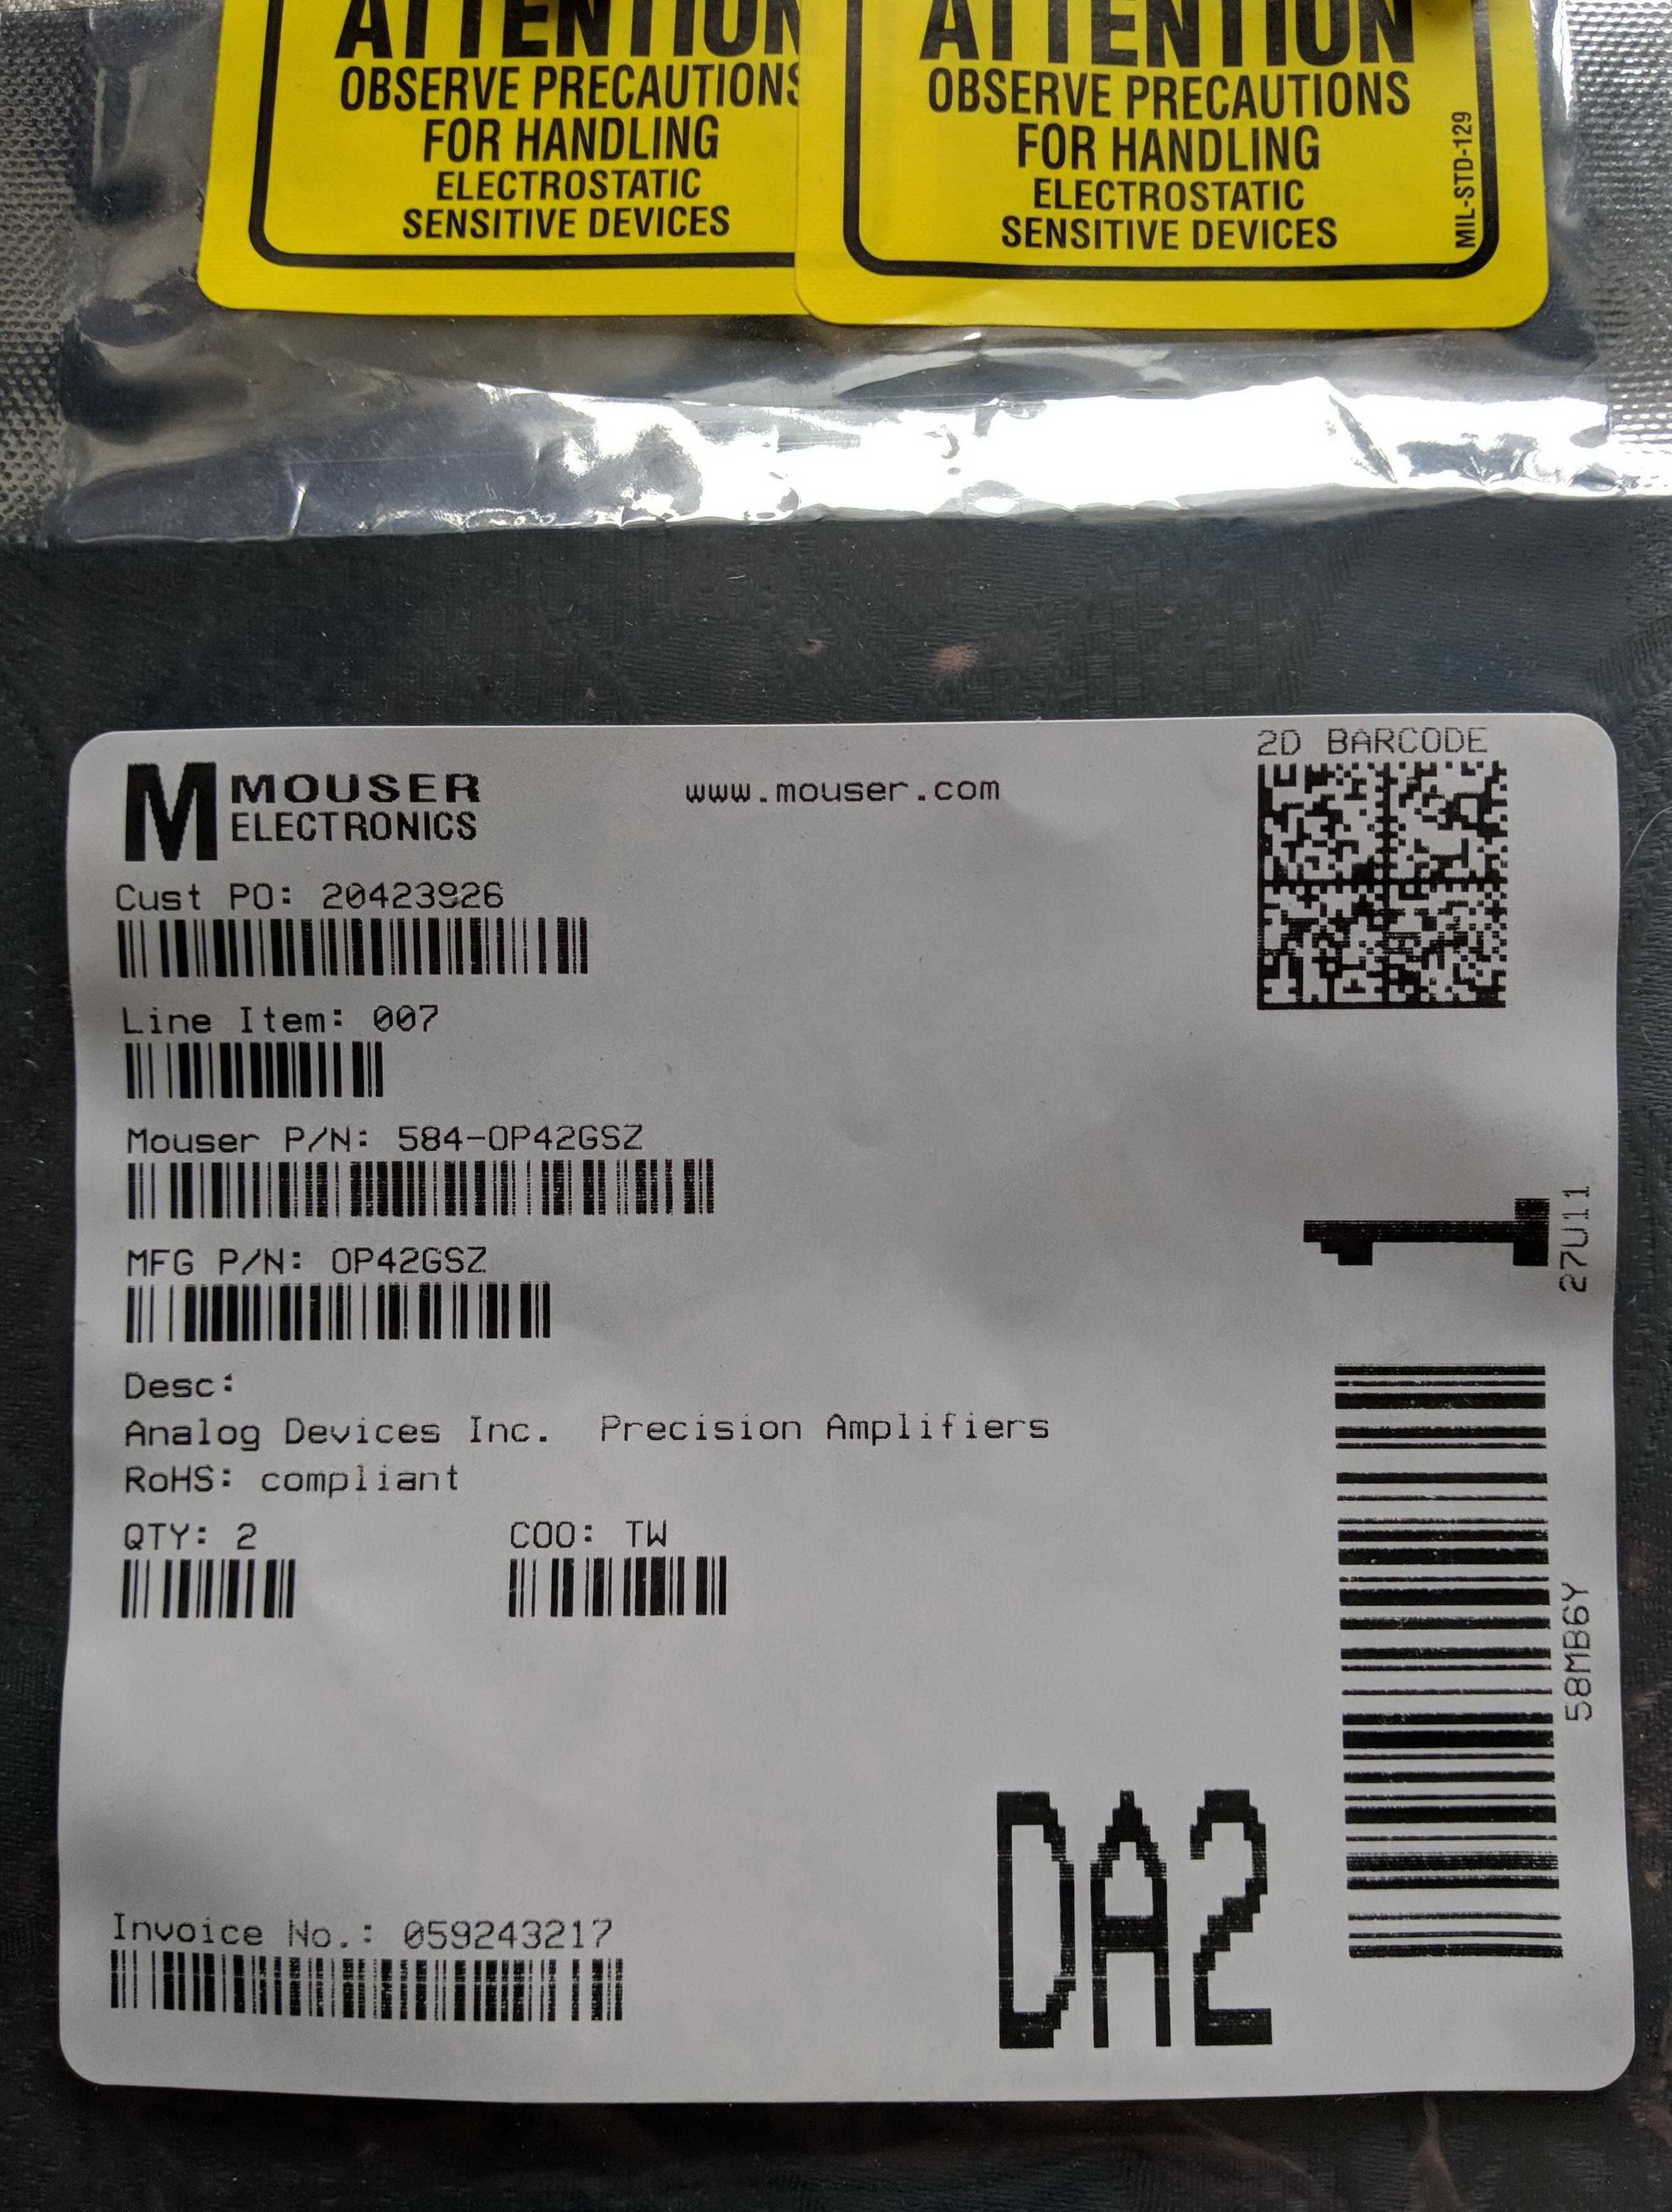 ATTENTION
OBSERVE PRECAUTIONS
FOR HANDLING
ELECTROSTATIC
SENSITIVE DEVICES
ATTENTION
OBSERVE PRECAUTIONS
FOR HANDLING
ELECTROSTATIC
SENSITIVE DEVICES
MIL-STD-129
M MOUSER
ELECTRONICS
www.mouser.com
2D BARCODE
Cust PO: 20423926
Line Item: 007
Mouser P/N: 584-OP42GSZ
MFG P/N: OP42GSZ
Desc:
Analog Devices Inc. Precision Amplifiers
RoHS: compliant
QTY: 2
COO: TW
Invoice No.: 059243217
DA2
1
27U11
58MB6Y